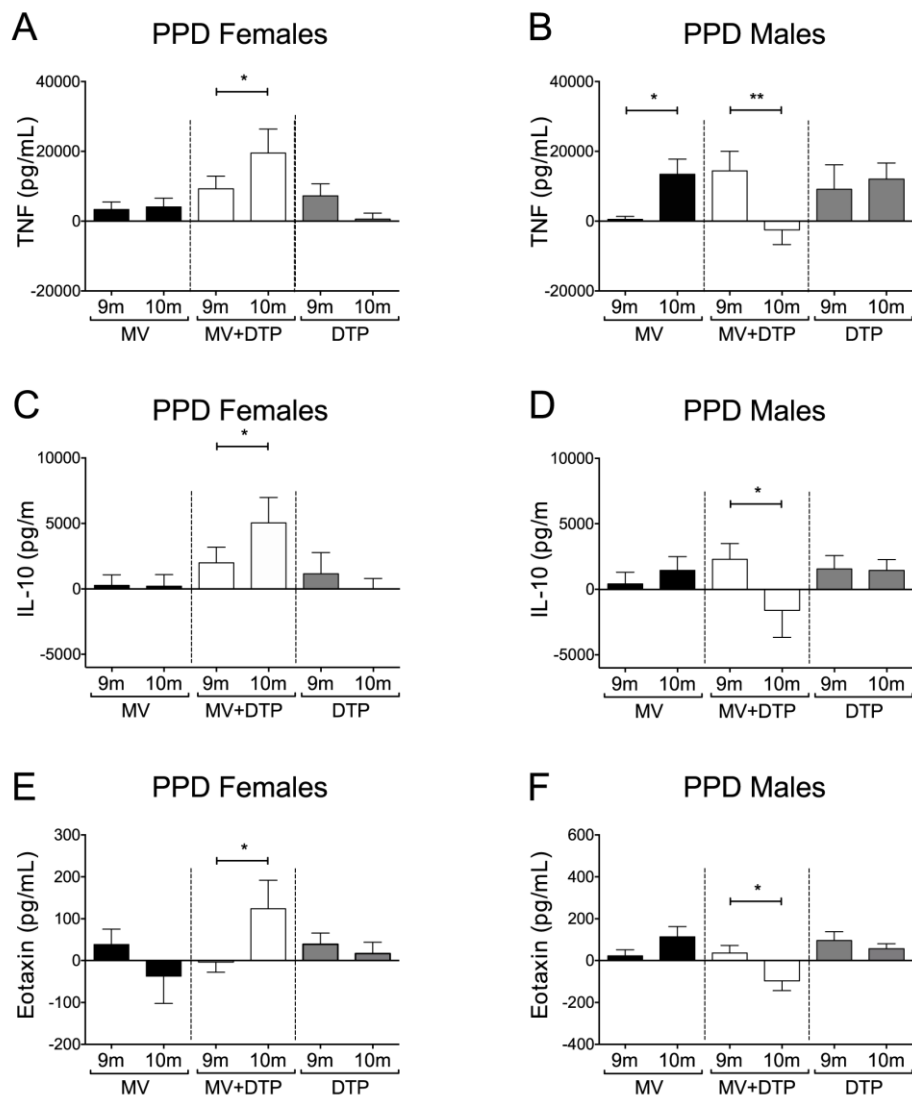 A
PPD Females
TNF (pg/mL)
40000
20000
0
-20000
*
9m 10m 9m 10m 9m 10m
MV MV+DTP DTP
B
PPD Males
TNF (pg/mL)
40000
20000
0
-20000
* **
9m 10m 9m 10m 9m 10m
MV MV+DTP DTP
C
PPD Females
IL-10 (pg/m
10000
5000
0
-5000
*
9m 10m 9m 10m 9m 10m
MV MV+DTP DTP
D
PPD Males
IL-10 (pg/m
10000
5000
0
-5000
*
9m 10m 9m 10m 9m 10m
MV MV+DTP DTP
E
PPD Females
Eotaxin (pg/mL)
300
200
100
0
-100
-200
*
9m 10m 9m 10m 9m 10m
MV MV+DTP DTP
F
PPD Males
Eotaxin (pg/mL)
600
400
200
0
-200
-400
*
9m 10m 9m 10m 9m 10m
MV MV+DTP DTP